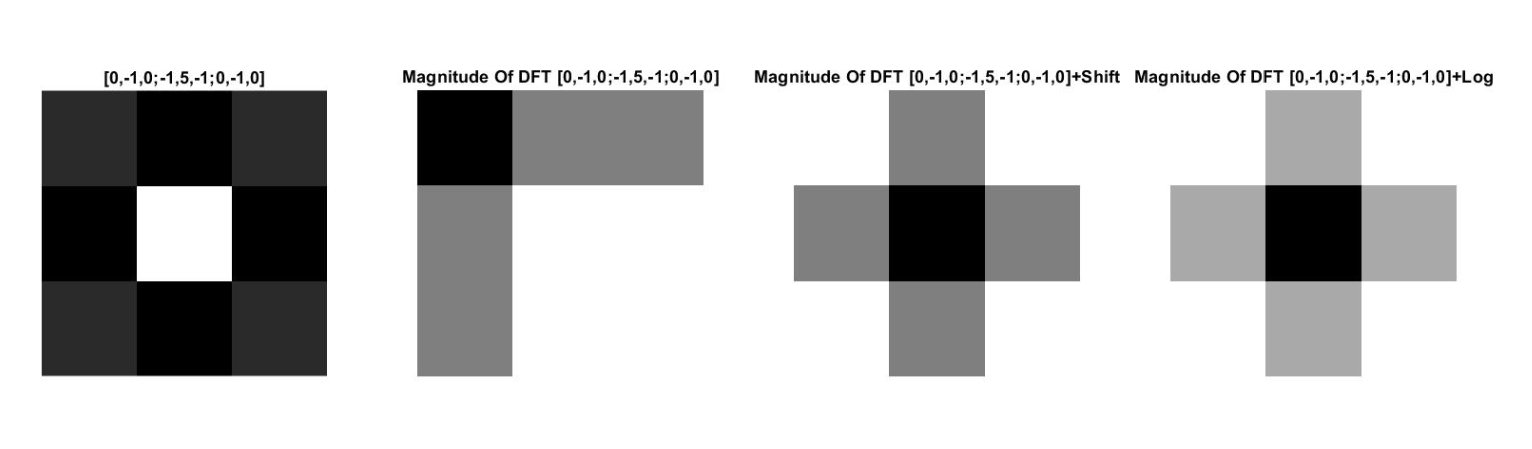 [0,-1,0;-1,5,-1;0,-1,0]
Magnitude Of DFT [0,-1,0;-1,5,-1;0,-1,0]
Magnitude Of DFT [0,-1,0;-1,5,-1;0,-1,0]+Shift
Magnitude Of DFT [0,-1,0;-1,5,-1;0,-1,0]+Log